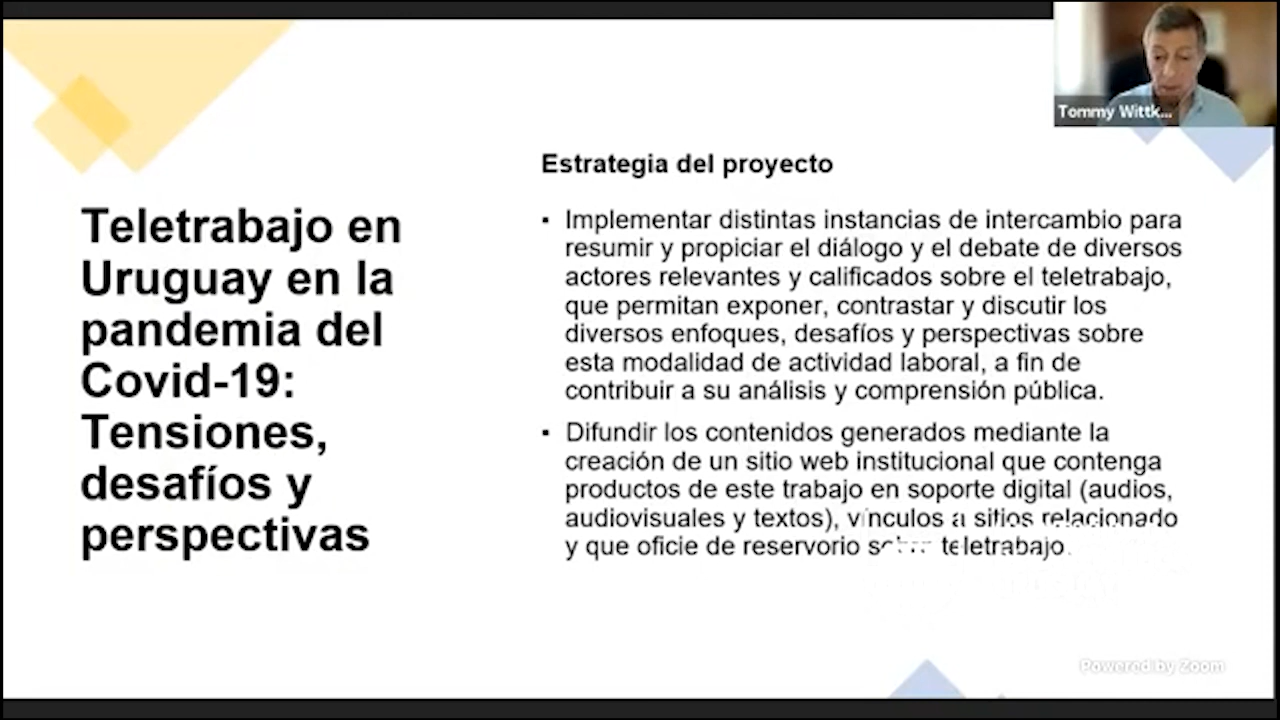 Tommy Wittk...
Estrategia del proyecto
Teletrabajo en
Uruguay en la
pandemia del
Covid-19:
Tensiones,
desafíos y
perspectivas
▪ Implementar distintas instancias de intercambio para
resumir y propiciar el diálogo y el debate de diversos
actores relevantes y calificados sobre el teletrabajo,
que permitan exponer, contrastar y discutir los
diversos enfoques, desafíos y perspectivas sobre
esta modalidad de actividad laboral, a fin de
contribuir a su análisis y comprensión pública.
▪ Difundir los contenidos generados mediante la
creación de un sitio web institucional que contenga
productos de este trabajo en soporte digital (audios,
audiovisuales y textos), vínculos a sitios relacionado
y que oficie de reservorio teletrabajo.
Powered by Zoom